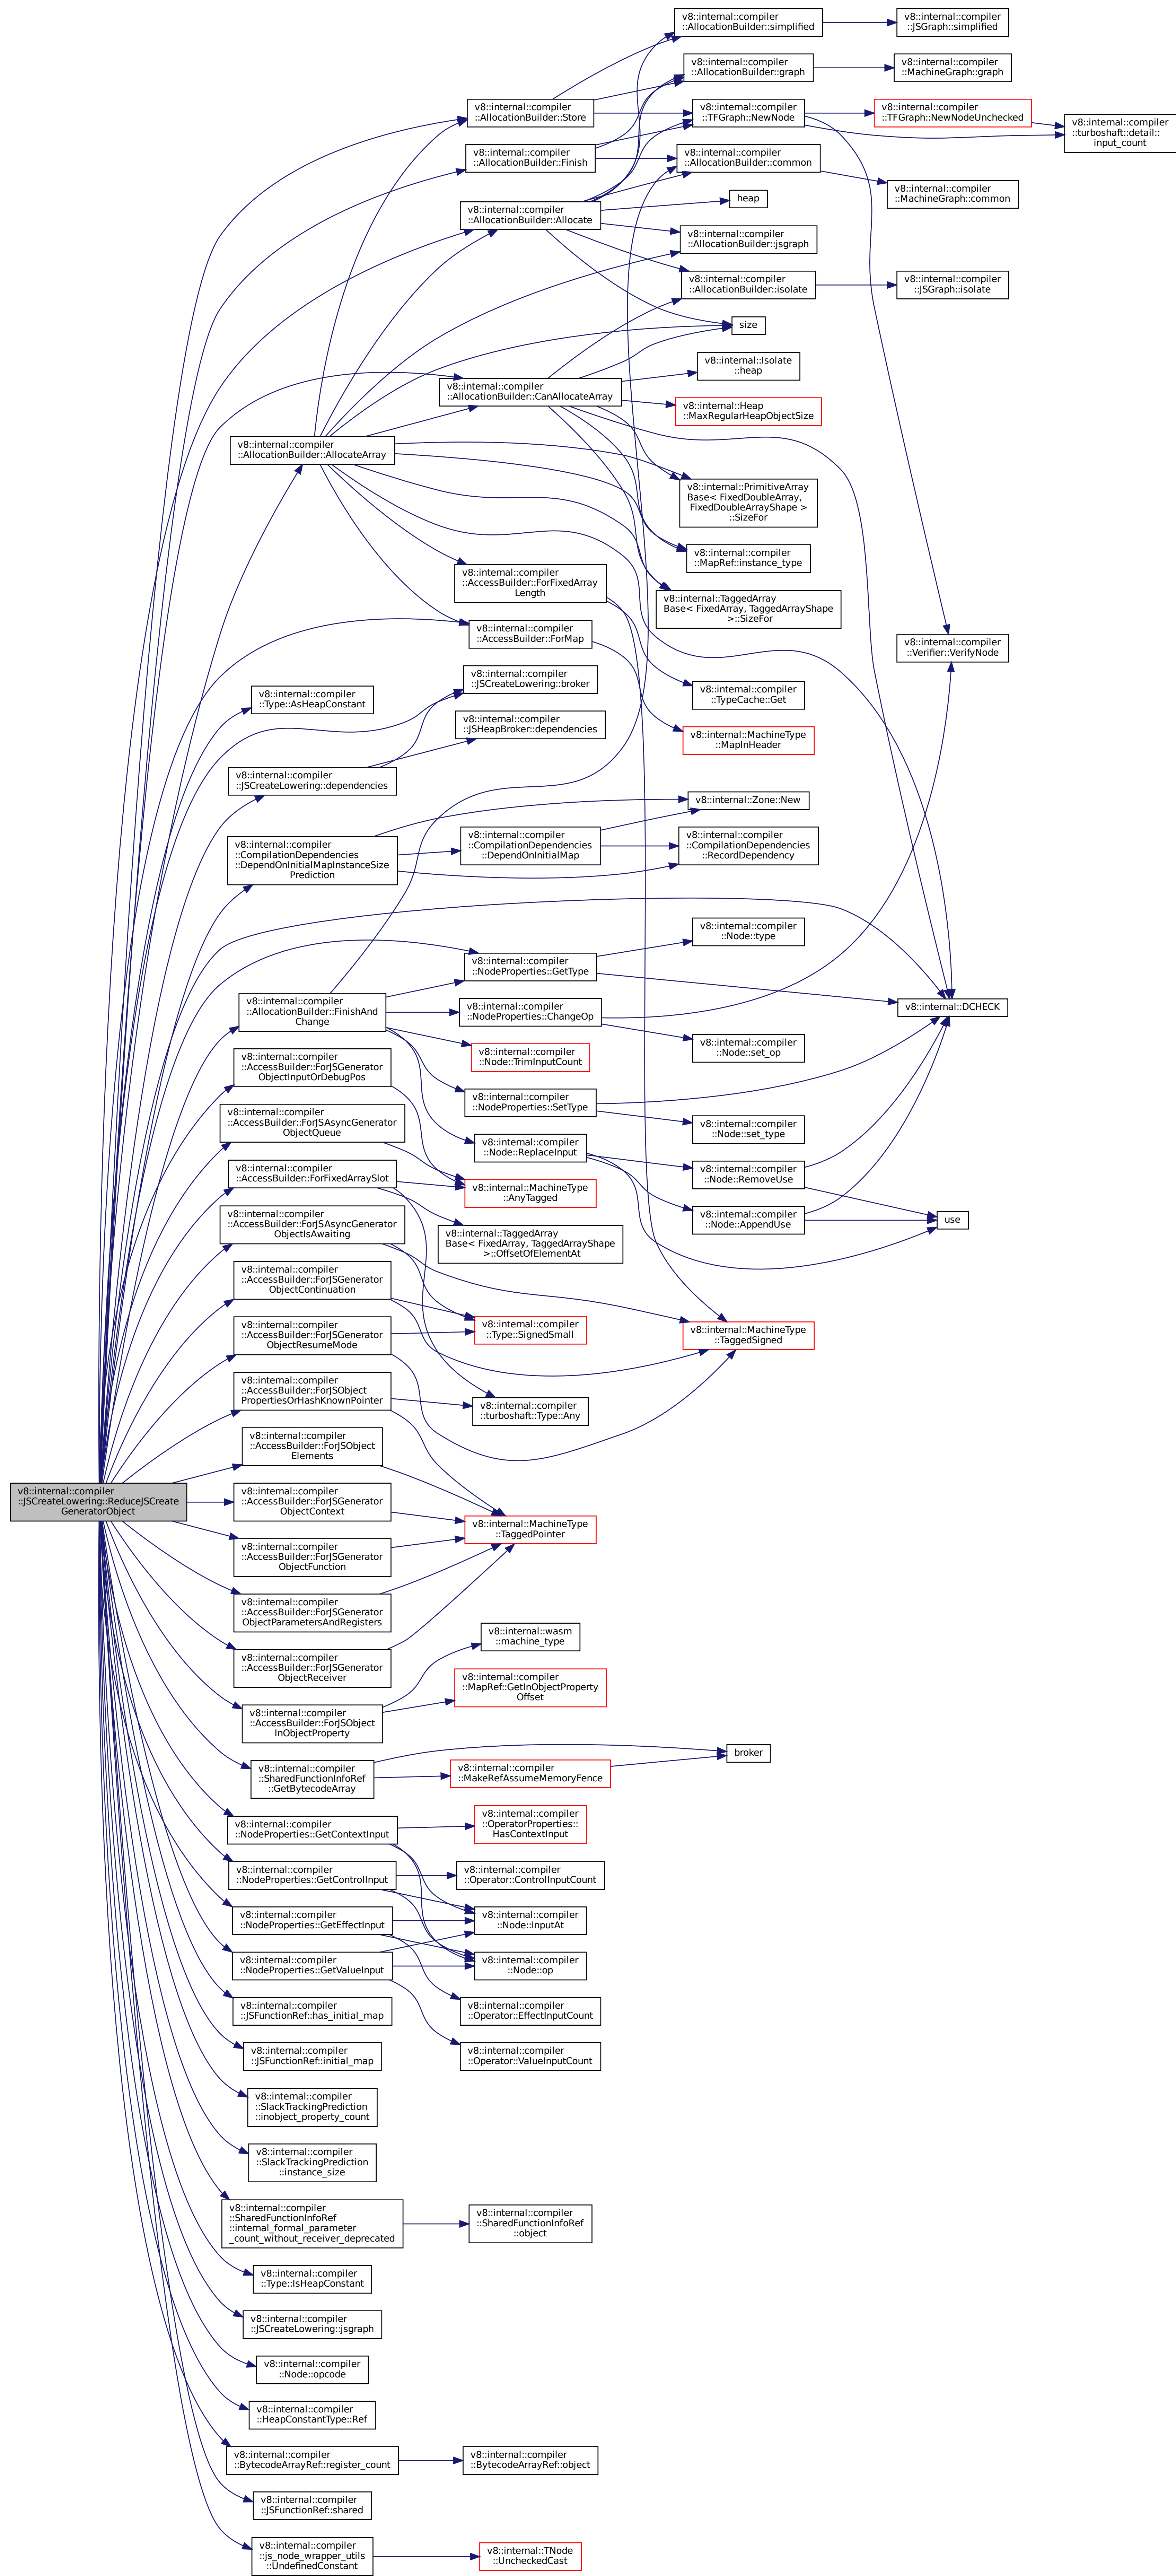 v8::internal::compiler
::JSCreateLowering::ReduceJSCreate
GeneratorObject
v8::internal::compiler
::AllocationBuilder::AllocateArray
v8::internal::compiler
::Type::AsHeapConstant
v8::internal::compiler
::JSCreateLowering::dependencies
v8::internal::compiler
::CompilationDependencies
::DependOnInitialMapInstanceSize
Prediction
v8::internal::compiler
::AllocationBuilder::FinishAnd
Change
v8::internal::compiler
::AccessBuilder::ForJSGenerator
ObjectInputOrDebugPos
v8::internal::compiler
::AccessBuilder::ForJSAsyncGenerator
ObjectQueue
v8::internal::compiler
::AccessBuilder::ForFixedArraySlot
v8::internal::compiler
::AccessBuilder::ForJSAsyncGenerator
ObjectIsAwaiting
v8::internal::compiler
::AccessBuilder::ForJSGenerator
ObjectContinuation
v8::internal::compiler
::AccessBuilder::ForJSGenerator
ObjectResumeMode
v8::internal::compiler
::AccessBuilder::ForJSObject
PropertiesOrHashKnownPointer
v8::internal::compiler
::AccessBuilder::ForJSObject
Elements
v8::internal::compiler
::AccessBuilder::ForJSGenerator
ObjectContext
v8::internal::compiler
::AccessBuilder::ForJSGenerator
ObjectFunction
v8::internal::compiler
::AccessBuilder::ForJSGenerator
ObjectParametersAndRegisters
v8::internal::compiler
::AccessBuilder::ForJSGenerator
ObjectReceiver
v8::internal::compiler
::AccessBuilder::ForJSObject
InObjectProperty
v8::internal::compiler
::SharedFunctionInfoRef
::GetBytecodeArray
v8::internal::compiler
::NodeProperties::GetContextInput
v8::internal::compiler
::NodeProperties::GetControlInput
v8::internal::compiler
::NodeProperties::GetEffectInput
v8::internal::compiler
::NodeProperties::GetValueInput
v8::internal::compiler
::JSFunctionRef::has_initial_map
v8::internal::compiler
::JSFunctionRef::initial_map
v8::internal::compiler
::SlackTrackingPrediction
::inobject_property_count
v8::internal::compiler
::SlackTrackingPrediction
::instance_size
v8::internal::compiler
::SharedFunctionInfoRef
::internal_formal_parameter
_count_without_receiver_deprecated
v8::internal::compiler
::Type::IsHeapConstant
v8::internal::compiler
::JSCreateLowering::jsgraph
v8::internal::compiler
::Node::opcode
v8::internal::compiler
::HeapConstantType::Ref
v8::internal::compiler
::BytecodeArrayRef::register_count
v8::internal::compiler
::JSFunctionRef::shared
v8::internal::compiler
::js_node_wrapper_utils
::UndefinedConstant
v8::internal::compiler
::AllocationBuilder::Store
v8::internal::compiler
::AllocationBuilder::Finish
v8::internal::compiler
::AllocationBuilder::Allocate
v8::internal::compiler
::AllocationBuilder::CanAllocateArray
v8::internal::compiler
::AccessBuilder::ForFixedArray
Length
v8::internal::compiler
::AccessBuilder::ForMap
v8::internal::compiler
::JSCreateLowering::broker
v8::internal::compiler
::JSHeapBroker::dependencies
v8::internal::compiler
::CompilationDependencies
::DependOnInitialMap
v8::internal::compiler
::NodeProperties::GetType
v8::internal::compiler
::NodeProperties::ChangeOp
v8::internal::compiler
::Node::TrimInputCount
v8::internal::compiler
::NodeProperties::SetType
v8::internal::compiler
::Node::ReplaceInput
v8::internal::MachineType
::AnyTagged
v8::internal::TaggedArray
Base< FixedArray, TaggedArrayShape
>::OffsetOfElementAt
v8::internal::compiler
::Type::SignedSmall
v8::internal::compiler
::turboshaft::Type::Any
v8::internal::MachineType
::TaggedPointer
v8::internal::wasm
::machine_type
v8::internal::compiler
::MapRef::GetInObjectProperty
Offset
v8::internal::compiler
::MakeRefAssumeMemoryFence
v8::internal::compiler
::OperatorProperties::
HasContextInput
v8::internal::compiler
::Operator::ControlInputCount
v8::internal::compiler
::Node::InputAt
v8::internal::compiler
::Node::op
v8::internal::compiler
::Operator::EffectInputCount
v8::internal::compiler
::Operator::ValueInputCount
v8::internal::compiler
::SharedFunctionInfoRef
::object
v8::internal::compiler
::BytecodeArrayRef::object
v8::internal::TNode
::UncheckedCast
v8::internal::compiler
::AllocationBuilder::simplified
v8::internal::compiler
::AllocationBuilder::graph
v8::internal::compiler
::TFGraph::NewNode
v8::internal::compiler
::AllocationBuilder::common
heap
v8::internal::compiler
::AllocationBuilder::jsgraph
v8::internal::compiler
::AllocationBuilder::isolate
size
v8::internal::Isolate
::heap
v8::internal::Heap
::MaxRegularHeapObjectSize
v8::internal::PrimitiveArray
Base< FixedDoubleArray,
FixedDoubleArrayShape >
::SizeFor
v8::internal::compiler
::MapRef::instance_type
v8::internal::TaggedArray
Base< FixedArray, TaggedArrayShape
>::SizeFor
v8::internal::compiler
::TypeCache::Get
v8::internal::MachineType
::MapInHeader
v8::internal::Zone::New
v8::internal::compiler
::CompilationDependencies
::RecordDependency
v8::internal::compiler
::Node::type
v8::internal::compiler
::Node::set_op
v8::internal::compiler
::Node::set_type
v8::internal::compiler
::Node::RemoveUse
v8::internal::compiler
::Node::AppendUse
v8::internal::MachineType
::TaggedSigned
broker
v8::internal::compiler
::JSGraph::simplified
v8::internal::compiler
::MachineGraph::graph
v8::internal::compiler
::TFGraph::NewNodeUnchecked
v8::internal::compiler
::MachineGraph::common
v8::internal::compiler
::JSGraph::isolate
v8::internal::compiler
::Verifier::VerifyNode
v8::internal::DCHECK
use
v8::internal::compiler
::turboshaft::detail::
input_count